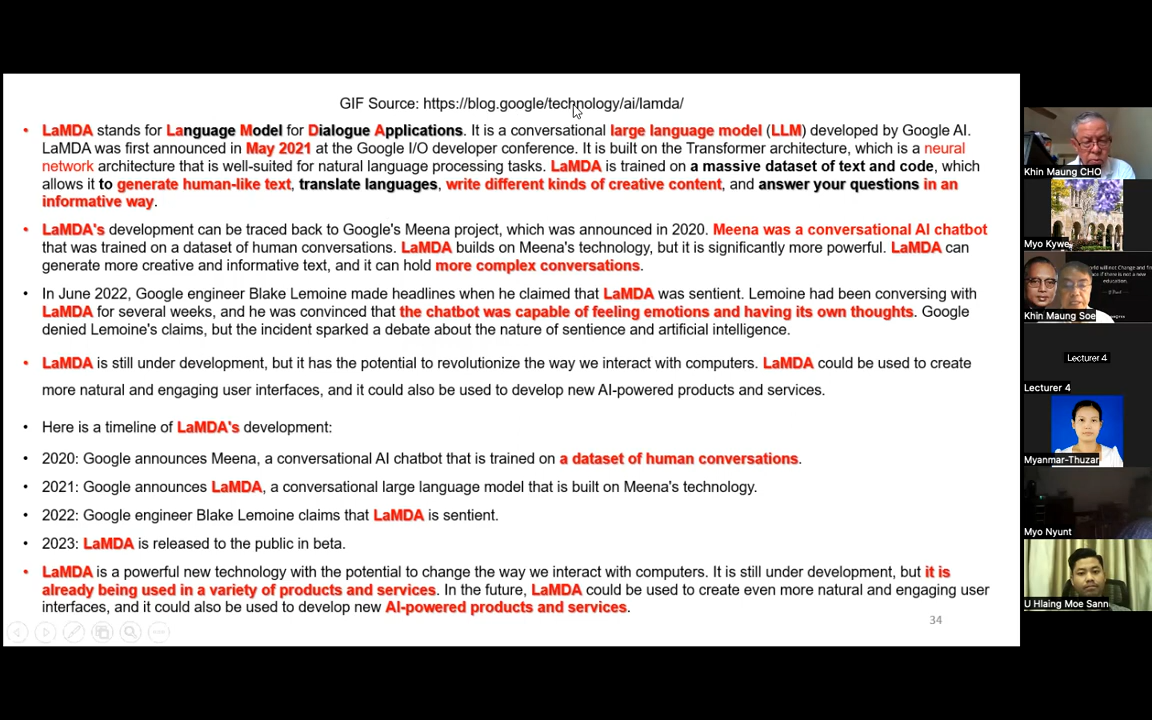 GIF Source: https://blog.google/technology/ai/lamda/
• LaMDA stands for Language Model for Dialogue Applications. It is a conversational large language model (LLM) developed by Google AI.
LaMDA was first announced in May 2021 at the Google I/O developer conference. It is built on the Transformer architecture, which is a neural
network architecture that is well-suited for natural language processing tasks. LaMDA is trained on a massive dataset of text and code, which
allows it to generate human-like text, translate languages, write different kinds of creative content, and answer your questions in an
informative way.
• LaMDA's development can be traced back to Google's Meena project, which was announced in 2020. Meena was a conversational AI chatbot
that was trained on a dataset of human conversations. LaMDA builds on Meena's technology, but it is significantly more powerful. LaMDA can
generate more creative and informative text, and it can hold more complex conversations.
• In June 2022, Google engineer Blake Lemoine made headlines when he claimed that LaMDA was sentient. Lemoine had been conversing with
LaMDA for several weeks, and he was convinced that the chatbot was capable of feeling emotions and having its own thoughts. Google
denied Lemoine's claims, but the incident sparked a debate about the nature of sentience and artificial intelligence.
• LaMDA is still under development, but it has the potential to revolutionize the way we interact with computers. LaMDA could be used to create
more natural and engaging user interfaces, and it could also be used to develop new AI-powered products and services.
• Here is a timeline of LaMDA's development:
• 2020: Google announces Meena, a conversational AI chatbot that is trained on a dataset of human conversations.
• 2021: Google announces LaMDA, a conversational large language model that is built on Meena's technology.
• 2022: Google engineer Blake Lemoine claims that LaMDA is sentient.
• 2023: LaMDA is released to the public in beta.
• LaMDA is a powerful new technology with the potential to change the way we interact with computers. It is still under development, but it is
already being used in a variety of products and services. In the future, LaMDA could be used to create even more natural and engaging user
interfaces, and it could also be used to develop new AI-powered products and services.
34
Khin Maung CHO
Myo Kywe
education.
Khin Maung Soe
Lecturer 4
Lecturer 4
Myanmar-Thuzar
Myo Nyunt
U Hlaing Moe Sann